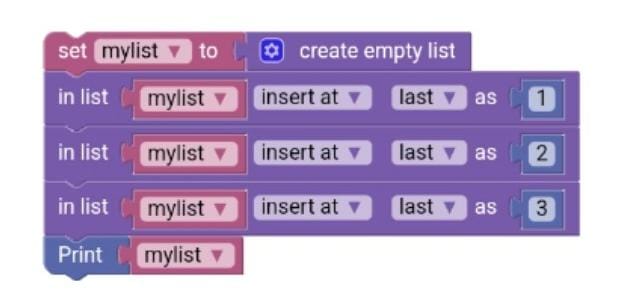 set mylist to create empty list
in list mylist insert at last as 1
in list mylist insert at last as 2
in list mylist insert at last as 3
Print mylist